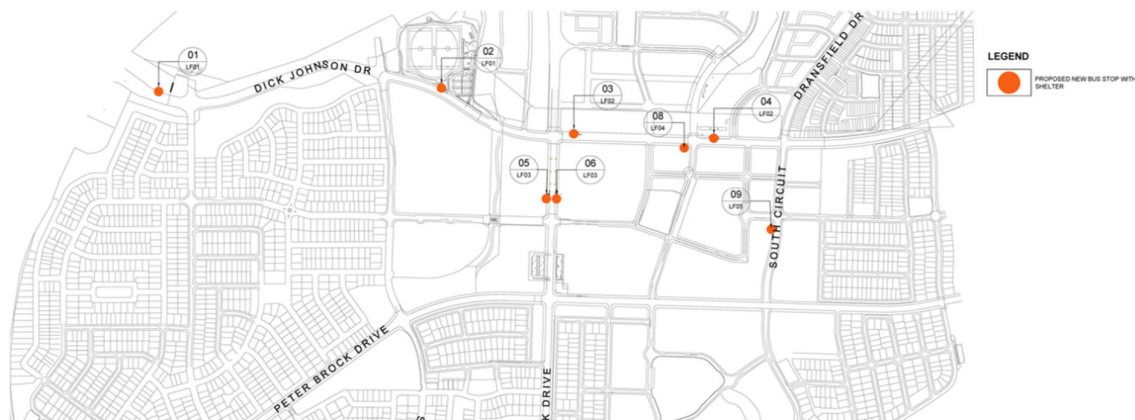 01
LF01
DICK JOHNSON DR
02
LF01
03
LF02
08
LF04
04
LF02
DRANSFIELD DR
05
LF03
06
LF03
09
LF05
SOUTH CIRCUIT
PETER BROCK DRIVE
K DRIVE
LEGEND
PROPOSED NEW BUS STOP WITH
SHELTER